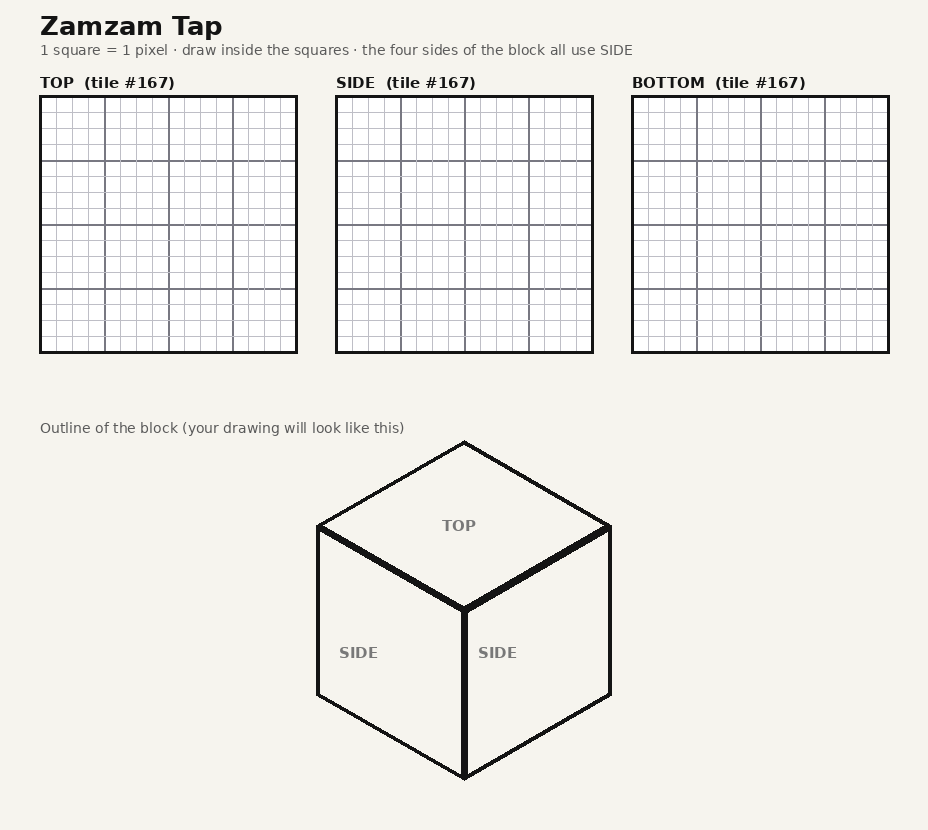 Zamzam Tap
1 square = 1 pixel · draw inside the squares · the four sides of the block all use SIDE
TOP (tile #167)
SIDE (tile #167)
BOTTOM (tile #167)
Outline of the block (your drawing will look like this)
TOP
SIDE
SIDE